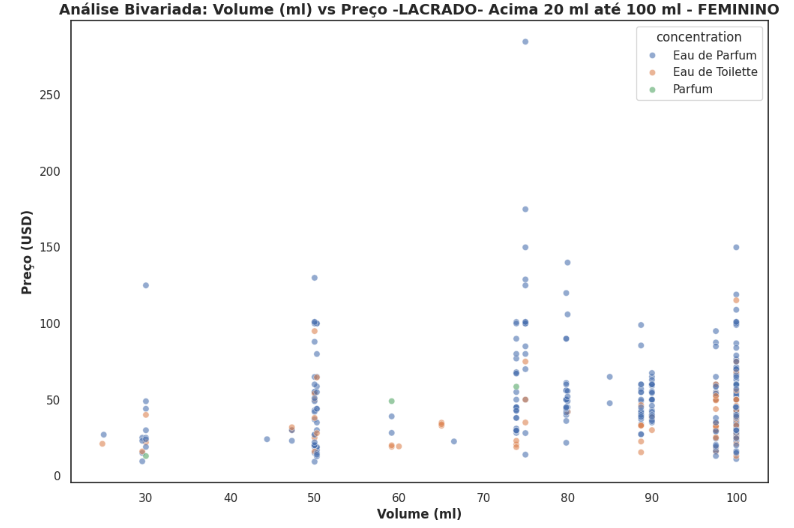 Análise Bivariada: Volume (ml) vs Preço -LACRADO- Acima 20 ml até 100 ml - FEMININO
concentration
Eau de Parfum
Eau de Toilette
Parfum
250
200
150
100
50
0
Preço (USD)
30
40
50
60
70
80
90
100
Volume (ml)